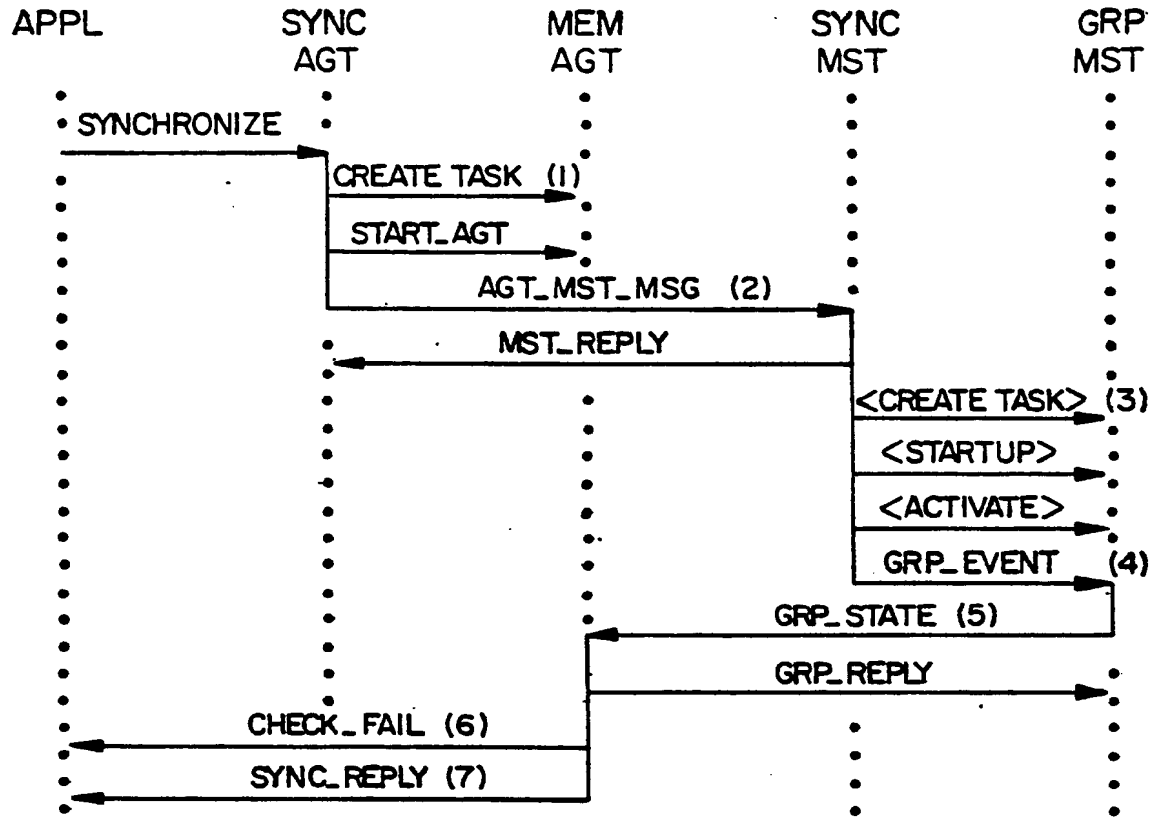 APPL SYNC AGT MEM AGT SYNC MST GRP MST
SYNCHRONIZE
CREATE TASK (1)
START_AGT
AGT_MST_MSG (2)
MST_REPLY
<CREATE TASK> (3)
<STARTUP>
<ACTIVATE>
GRP_EVENT (4)
GRP_STATE (5)
GRP_REPLY
CHECK_FAIL (6)
SYNC_REPLY (7)